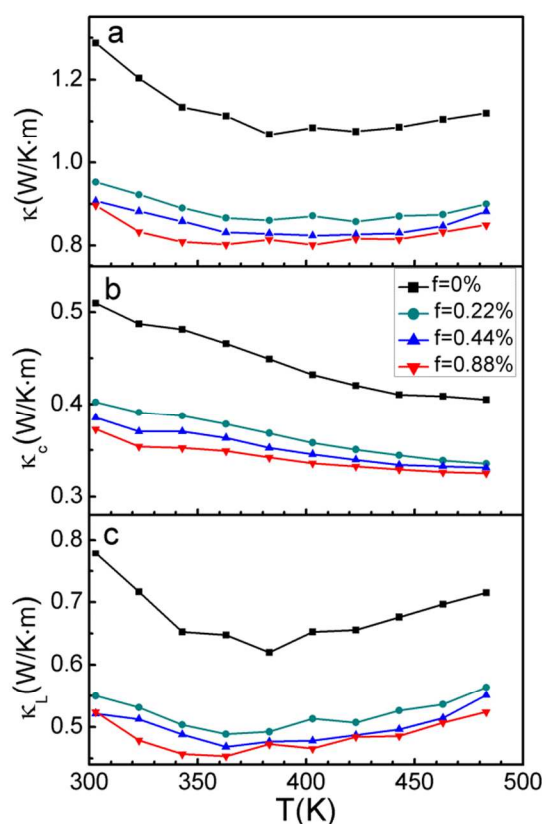 a
1.2
1.0
0.8
κ(W/K·m)
b
f=0%
f=0.22%
f=0.44%
f=0.88%
0.5
0.4
0.3
κc(W/K·m)
c
0.8
0.7
0.6
0.5
κL(W/K·m)
300 350 400 450 500
T(K)